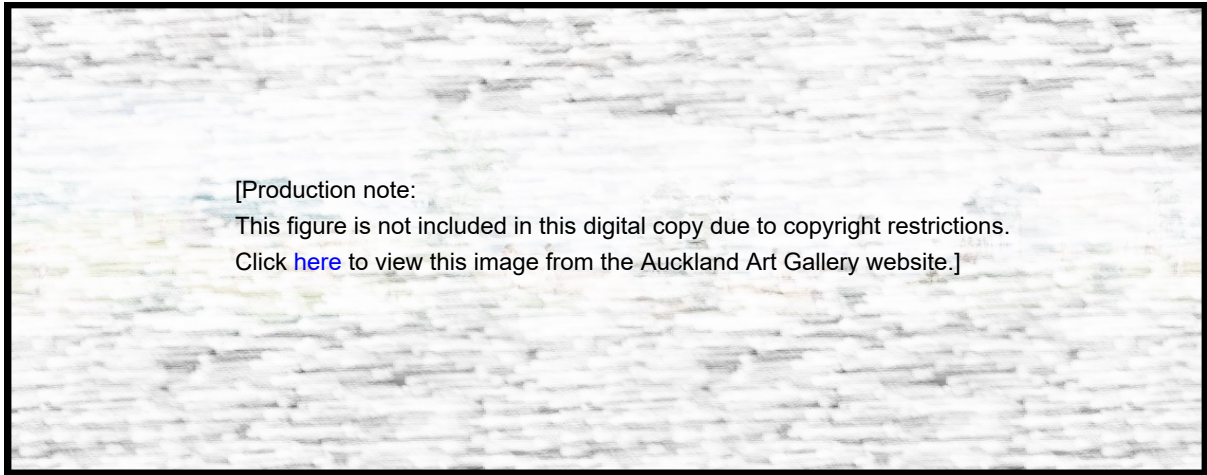 [Production note:
This figure is not included in this digital copy due to copyright restrictions.
Click here to view this image from the Auckland Art Gallery website.]